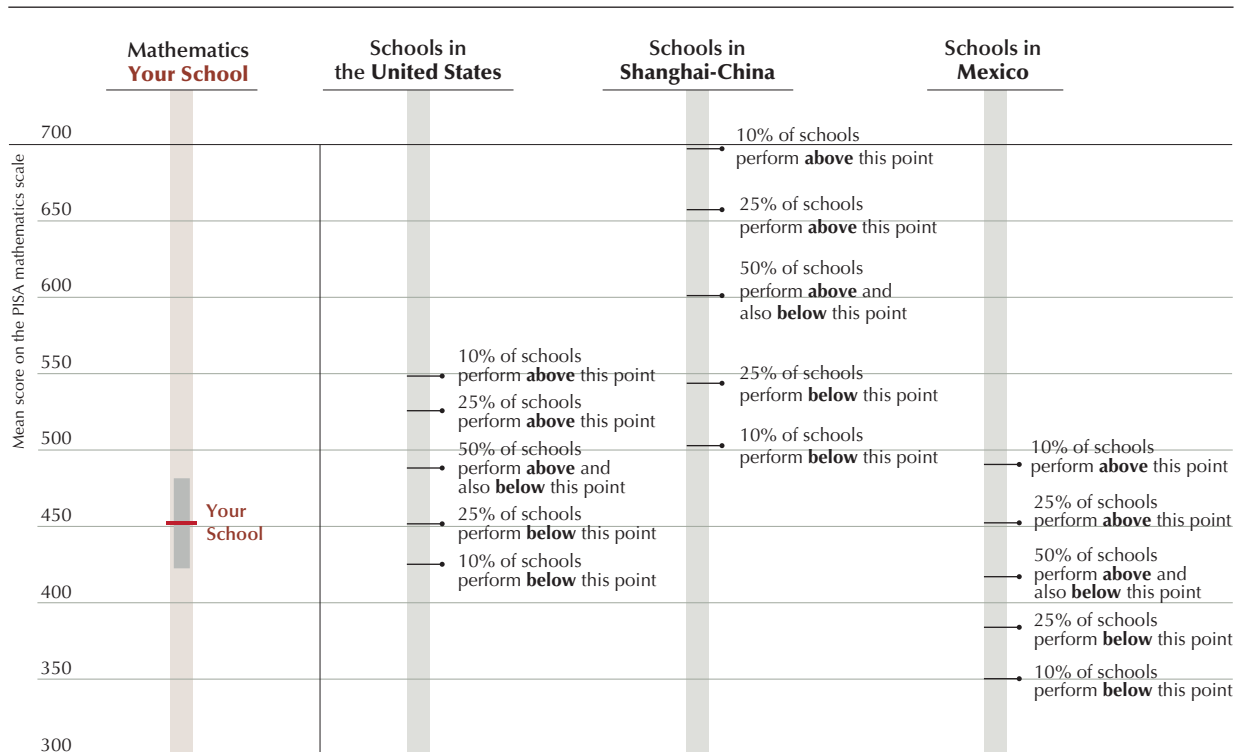 Mathematics
Your School
Schools in
the United States
Schools in
Shanghai-China
Schools in
Mexico
Mean score on the PISA mathematics scale
700
650
600
550
500
450
400
350
300
Your
School
10% of schools
perform above this point
25% of schools
perform above this point
50% of schools
perform above and
also below this point
25% of schools
perform below this point
10% of schools
perform below this point
10% of schools
perform above this point
25% of schools
perform above this point
50% of schools
perform above and
also below this point
25% of schools
perform below this point
10% of schools
perform below this point
10% of schools
perform above this point
25% of schools
perform above this point
50% of schools
perform above and
also below this point
25% of schools
perform below this point
10% of schools
perform below this point